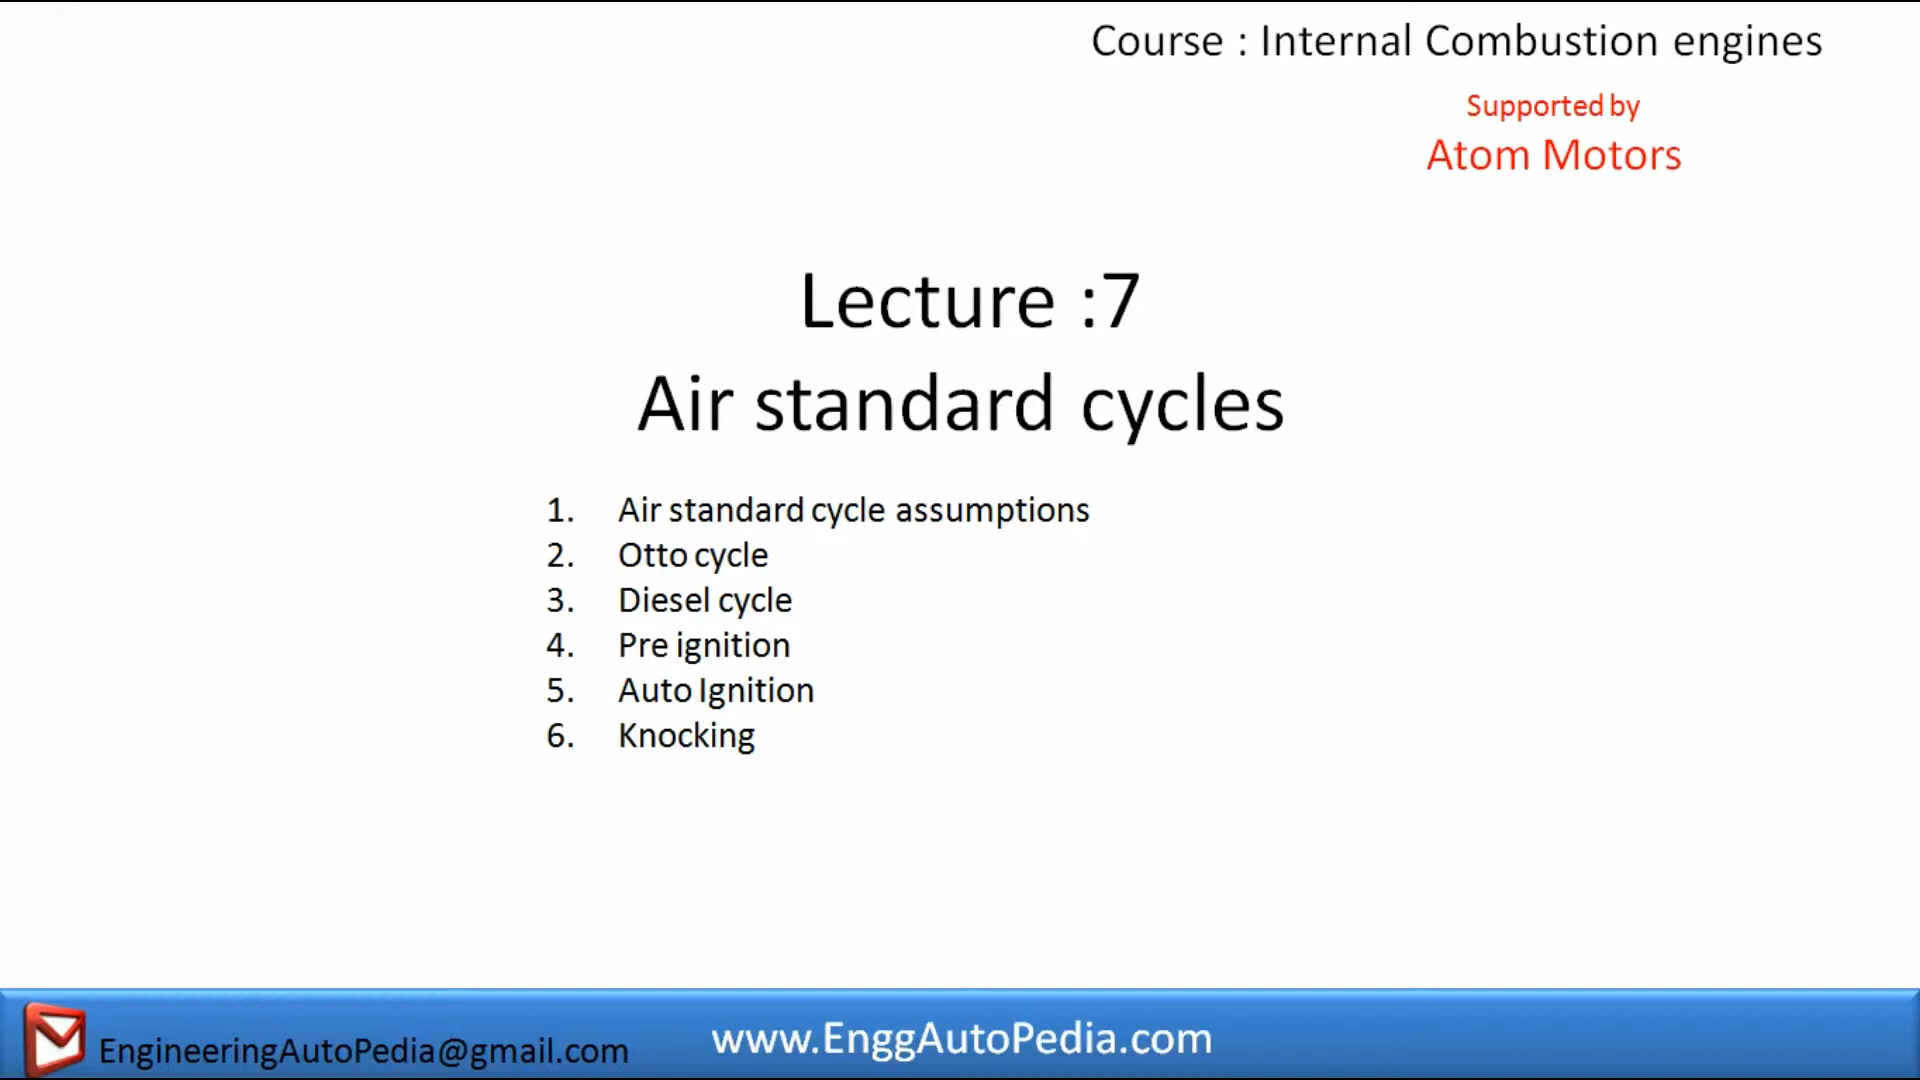 Course : Internal Combustion engines
Supported by
Atom Motors
Lecture :7
Air standard cycles
1. Air standard cycle assumptions
2. Otto cycle
3. Diesel cycle
4. Pre ignition
5. Auto Ignition
6. Knocking
EngineeringAutoPedia@gmail.com
www.EnggAutoPedia.com